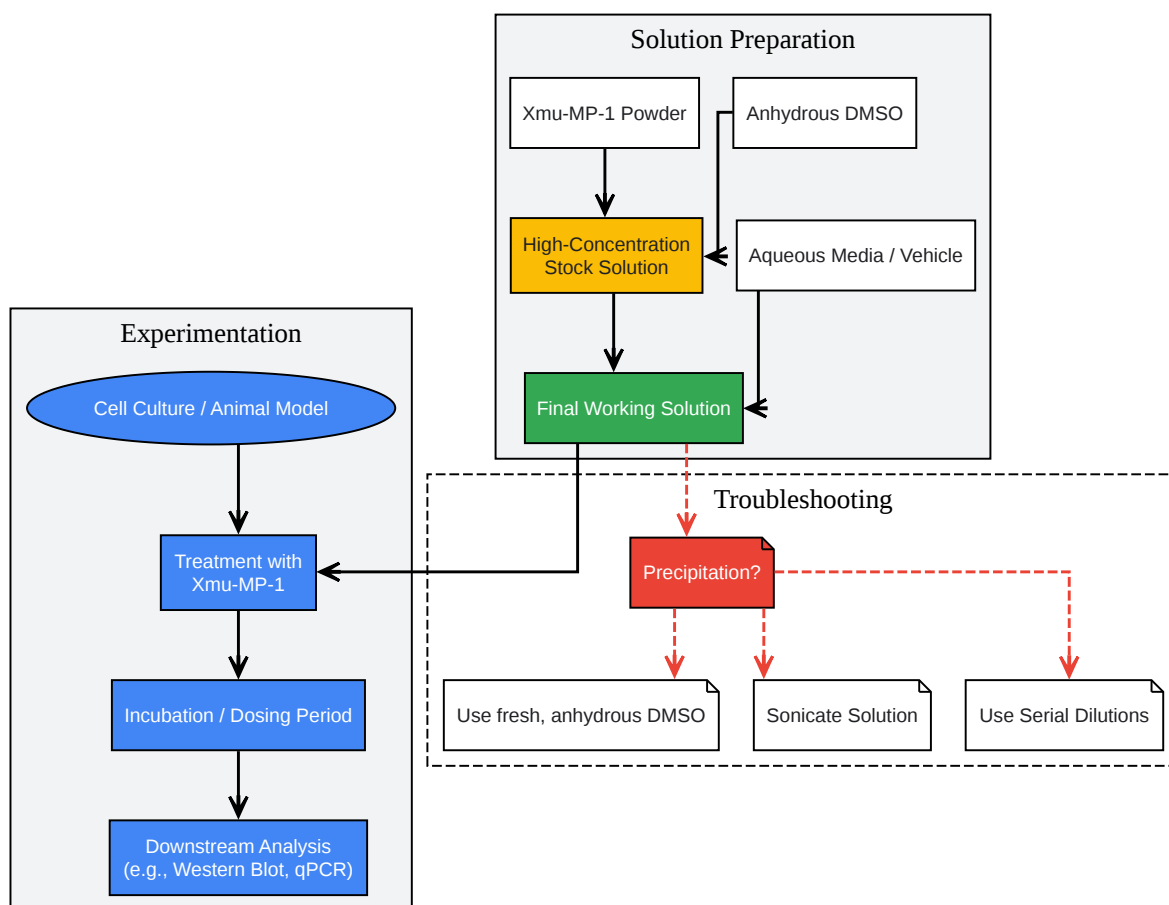 Solution Preparation
Xmu-MP-1 Powder
Anhydrous DMSO
High-Concentration
Stock Solution
Aqueous Media / Vehicle
Final Working Solution
Experimentation
Cell Culture / Animal Model
Treatment with
Xmu-MP-1
Incubation / Dosing Period
Downstream Analysis
(e.g., Western Blot, qPCR)
Troubleshooting
Precipitation?
Use fresh, anhydrous DMSO
Sonicate Solution
Use Serial Dilutions